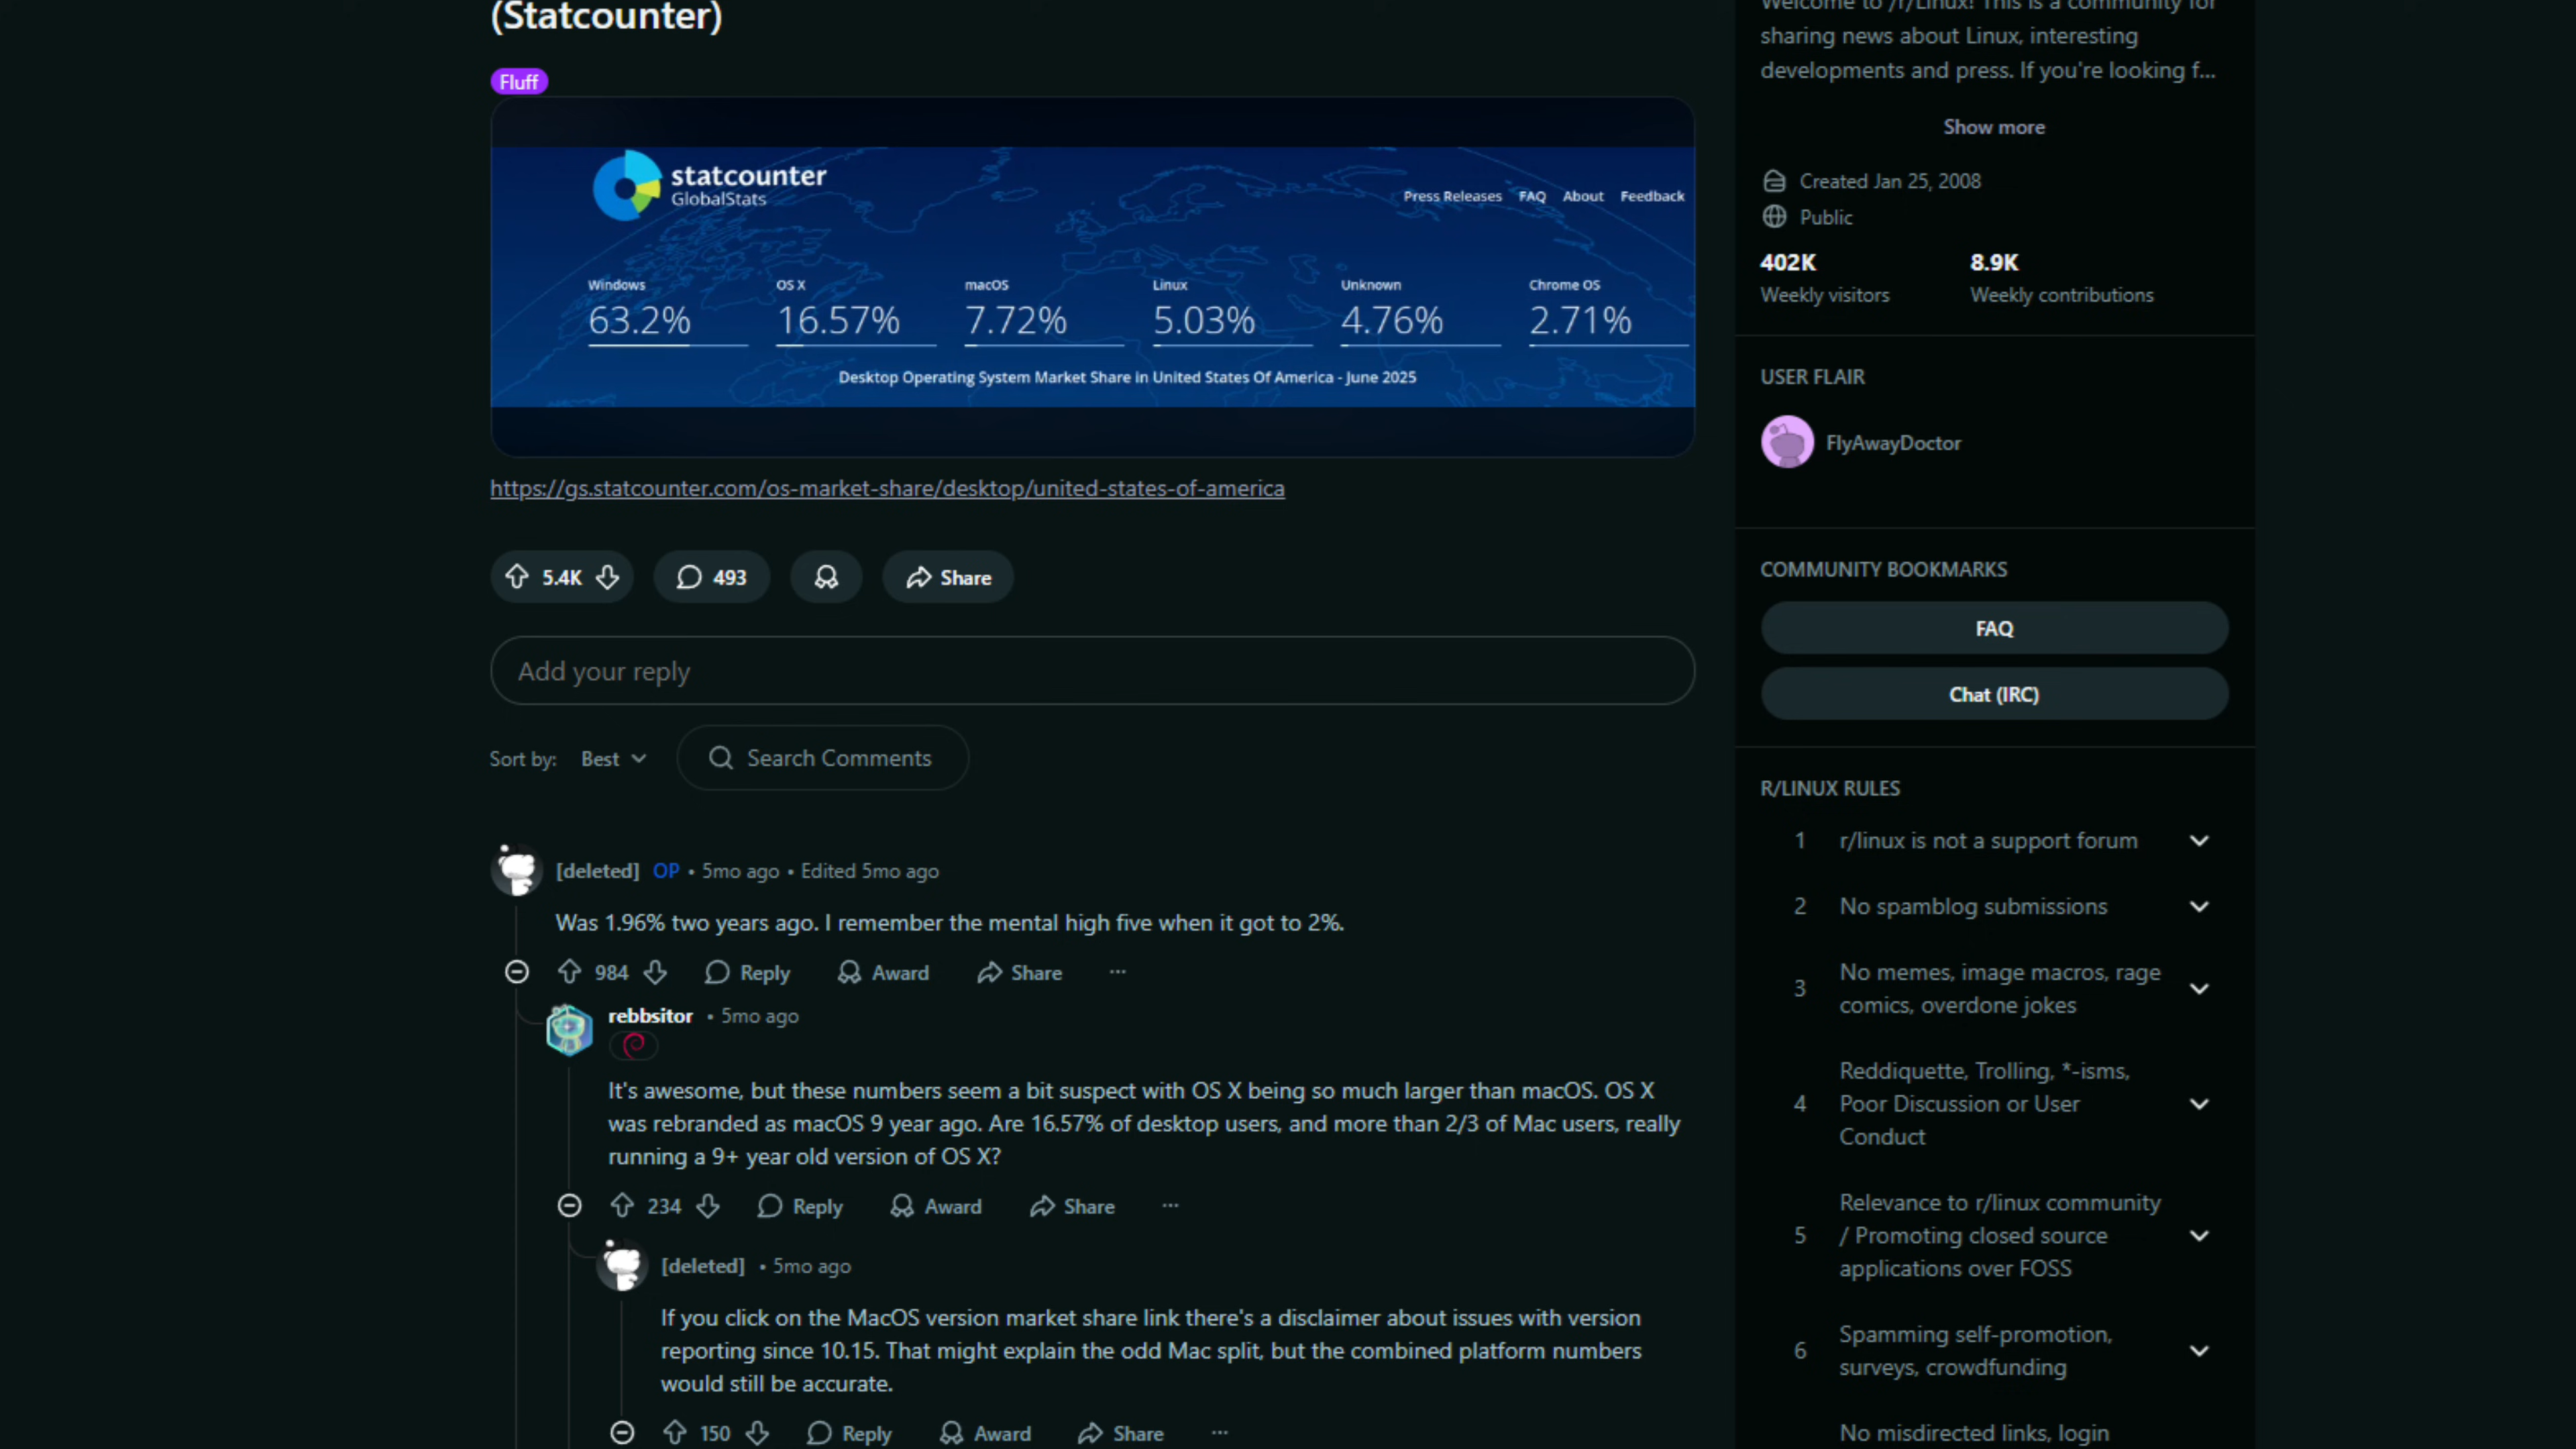 (Statcounter)
Fluff
statcounter
GlobalStats
Press Releases FAQ About Feedback
Windows OS X macOS Linux Unknown Chrome OS
63.2% 16.57% 7.72% 5.03% 4.76% 2.71%
Desktop Operating System Market Share in United States Of America - June 2025
https://gs.statcounter.com/os-market-share/desktop/united-states-of-america
5.4K 493 Share
Add your reply
Sort by: Best Search Comments
[deleted] OP • 5mo ago • Edited 5mo ago
Was 1.96% two years ago. I remember the mental high five when it got to 2%.
984 Reply Award Share ...
rebbsitor • 5mo ago
It's awesome, but these numbers seem a bit suspect with OS X being so much larger than macOS. OS X
was rebranded as macOS 9 year ago. Are 16.57% of desktop users, and more than 2/3 of Mac users, really
running a 9+ year old version of OS X?
234 Reply Award Share ...
[deleted] • 5mo ago
If you click on the MacOS version market share link there's a disclaimer about issues with version
reporting since 10.15. That might explain the odd Mac split, but the combined platform numbers
would still be accurate.
150 Reply Award Share ...
Welcome to /r/Linux! This is a community for
sharing news about Linux, interesting
developments and press. If you're looking f...
Show more
Created Jan 25, 2008
Public
402K 8.9K
Weekly visitors Weekly contributions
USER FLAIR
FlyAwayDoctor
COMMUNITY BOOKMARKS
FAQ
Chat (IRC)
R/LINUX RULES
1 r/linux is not a support forum
2 No spamblog submissions
3 No memes, image macros, rage
comics, overdone jokes
4 Reddiquette, Trolling, *-isms,
Poor Discussion or User
Conduct
5 Relevance to r/linux community
/ Promoting closed source
applications over FOSS
6 Spamming self-promotion,
surveys, crowdfunding
No misdirected links, login